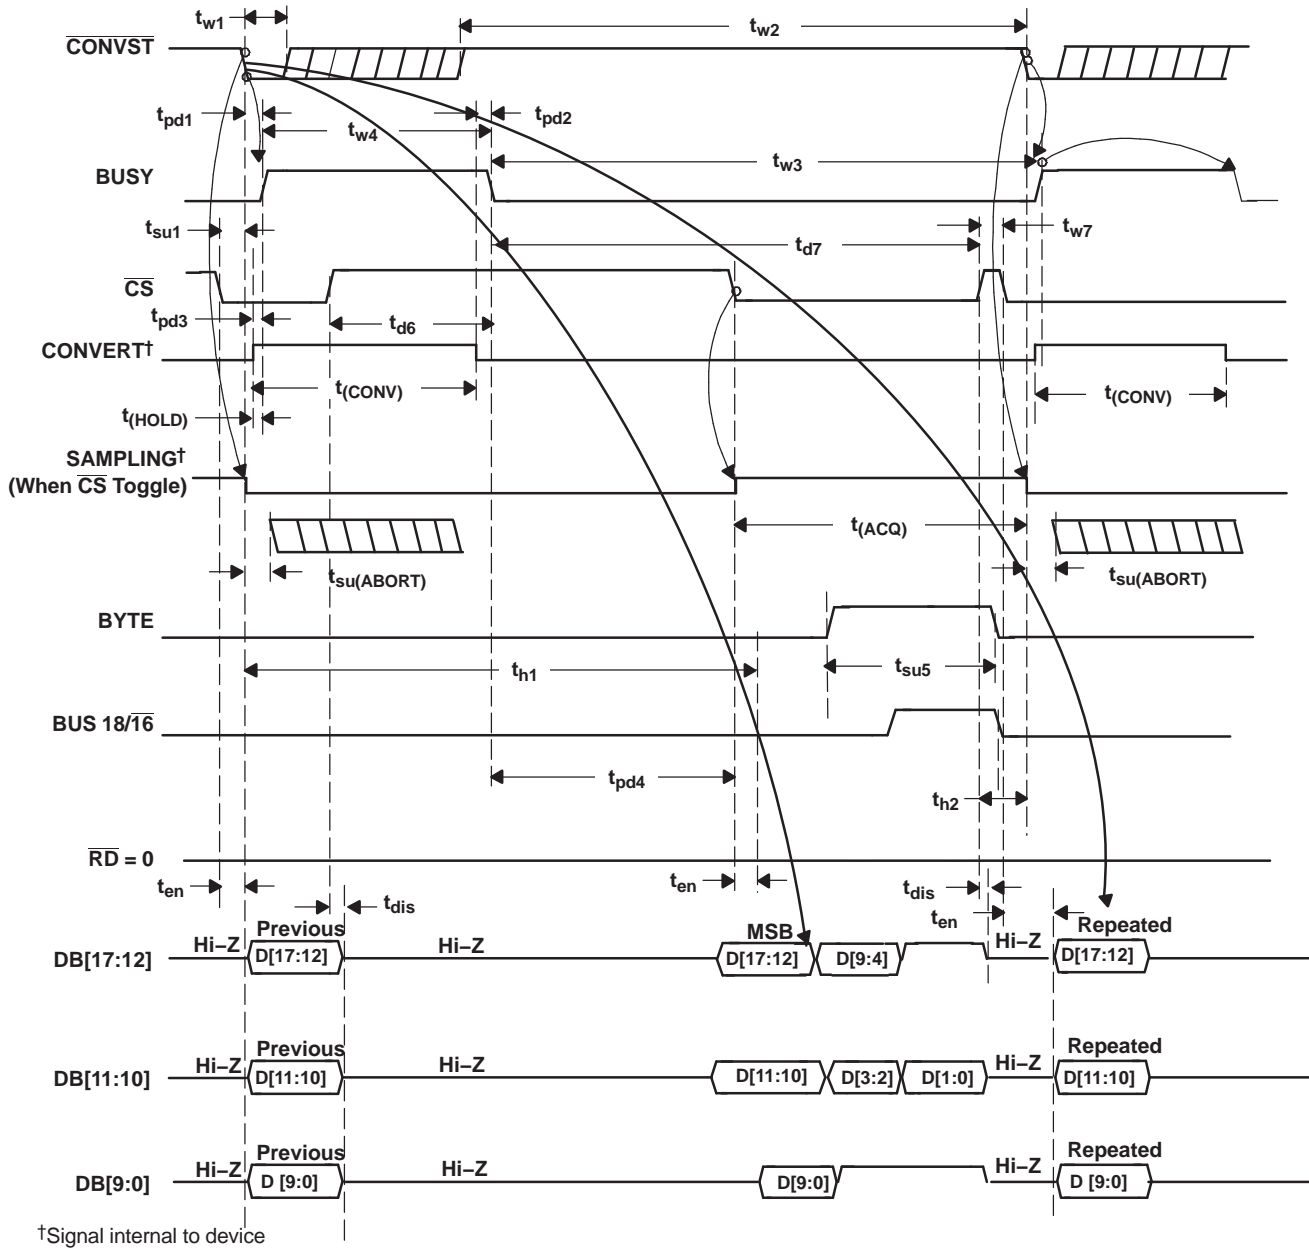 tw1
tw2
CONVST
tpd1
tw4
tpd2
tw3
BUSY
tsu1
tw7
td7
CS
tpd3
td6
CONVERT†
t(CONV)
t(CONV)
t(HOLD)
SAMPLING†
(When CS Toggle)
t(ACQ)
tsu(ABORT)
tsu(ABORT)
BYTE
th1
tsu5
BUS 18/16
tpd4
th2
RD = 0
ten
tdis
ten
tdis
ten
DB[17:12]
Hi–Z
Previous
D[17:12]
Hi–Z
MSB
D[17:12]
D[9:4]
Hi–Z
Repeated
D[17:12]
DB[11:10]
Hi–Z
Previous
D[11:10]
Hi–Z
D[11:10]
D[3:2]
D[1:0]
Hi–Z
Repeated
D[11:10]
DB[9:0]
Hi–Z
Previous
D [9:0]
Hi–Z
D[9:0]
Hi–Z
Repeated
D [9:0]
†Signal internal to device